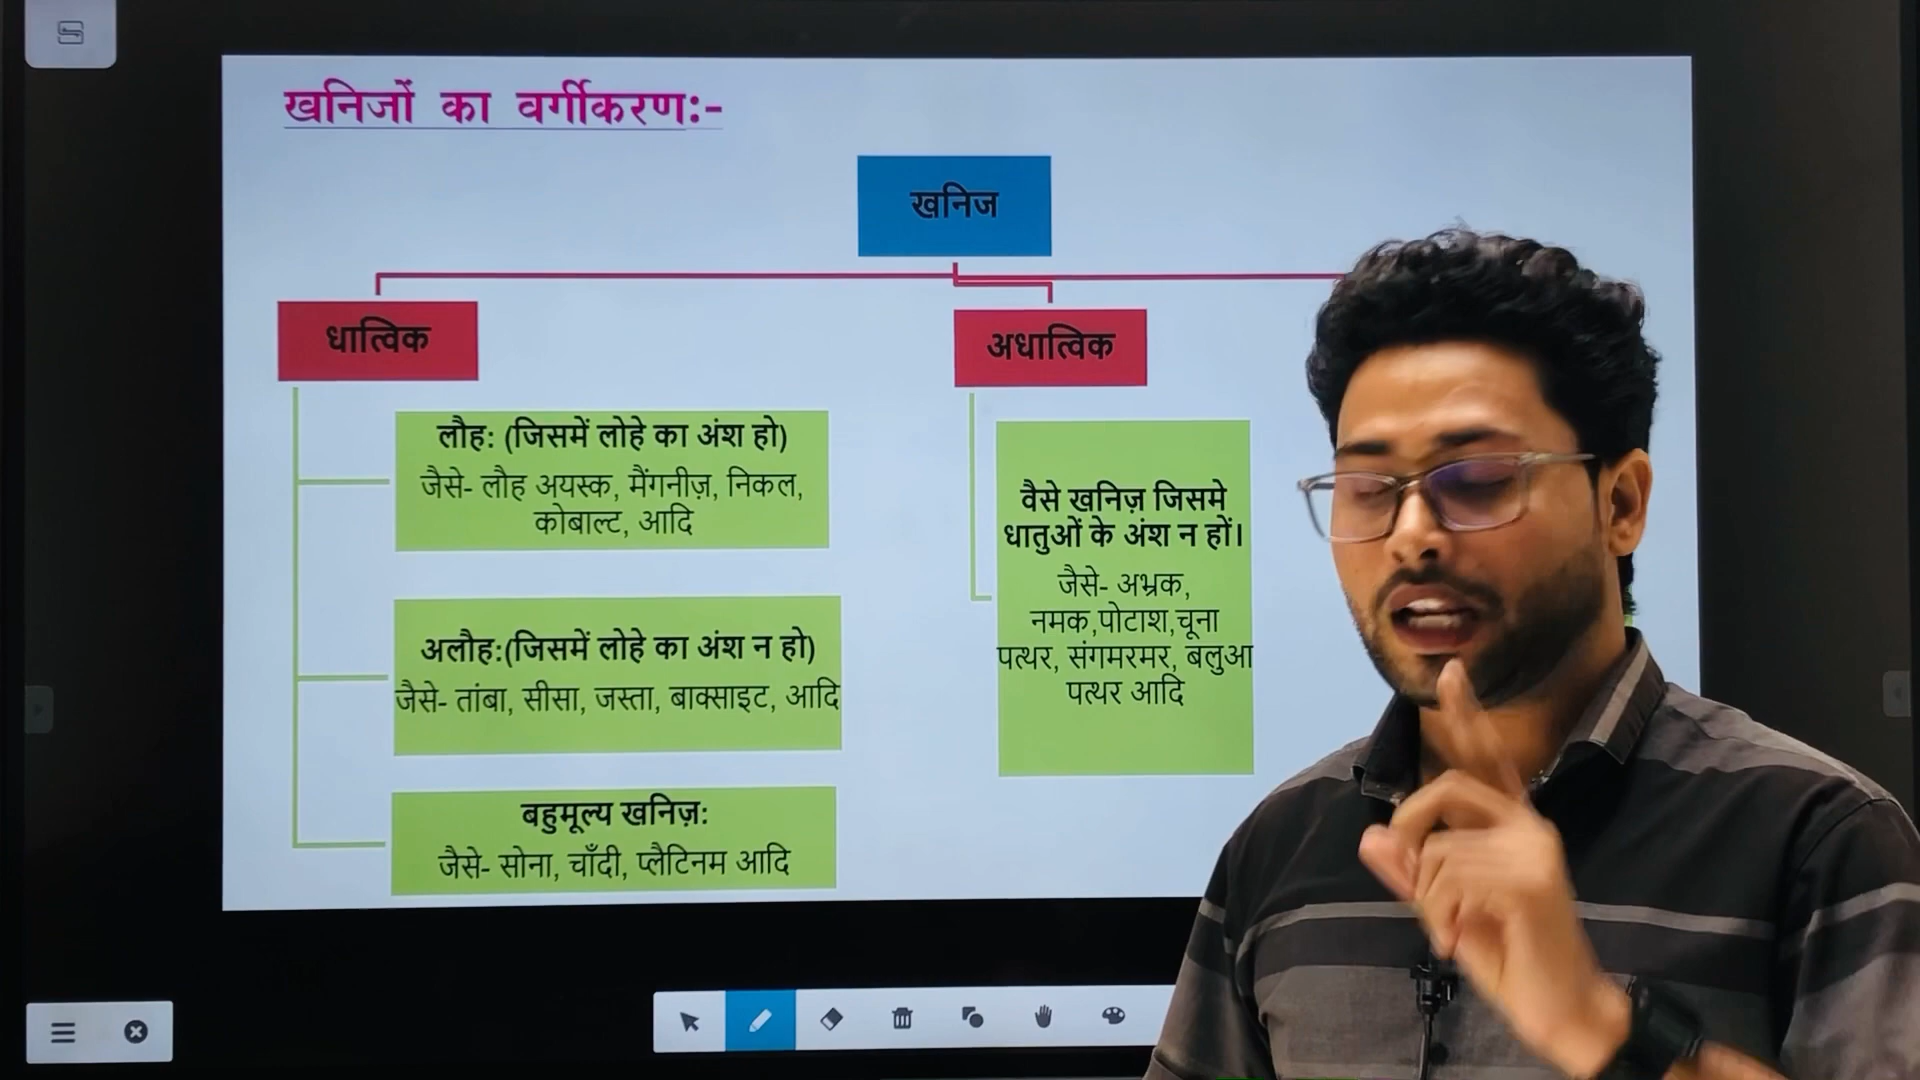 खनिजों का वर्गीकरण:-
खनिज
धात्विक
लौह: (जिसमें लोहे का अंश हो)
जैसे- लौह अयस्क, मैंगनीज़, निकल,
कोबाल्ट, आदि
अलौह:(जिसमें लोहे का अंश न हो)
जैसे- तांबा, सीसा, जस्ता, बाक्साइट, आदि
बहुमूल्य खनिज़:
जैसे- सोना, चाँदी, प्लैटिनम आदि
अधात्विक
वैसे खनिज़ जिसमे
धातुओं के अंश न हों।
जैसे- अभ्रक,
नमक,पोटाश,चूना
पत्थर, संगमरमर, बलुआ
पत्थर आदि